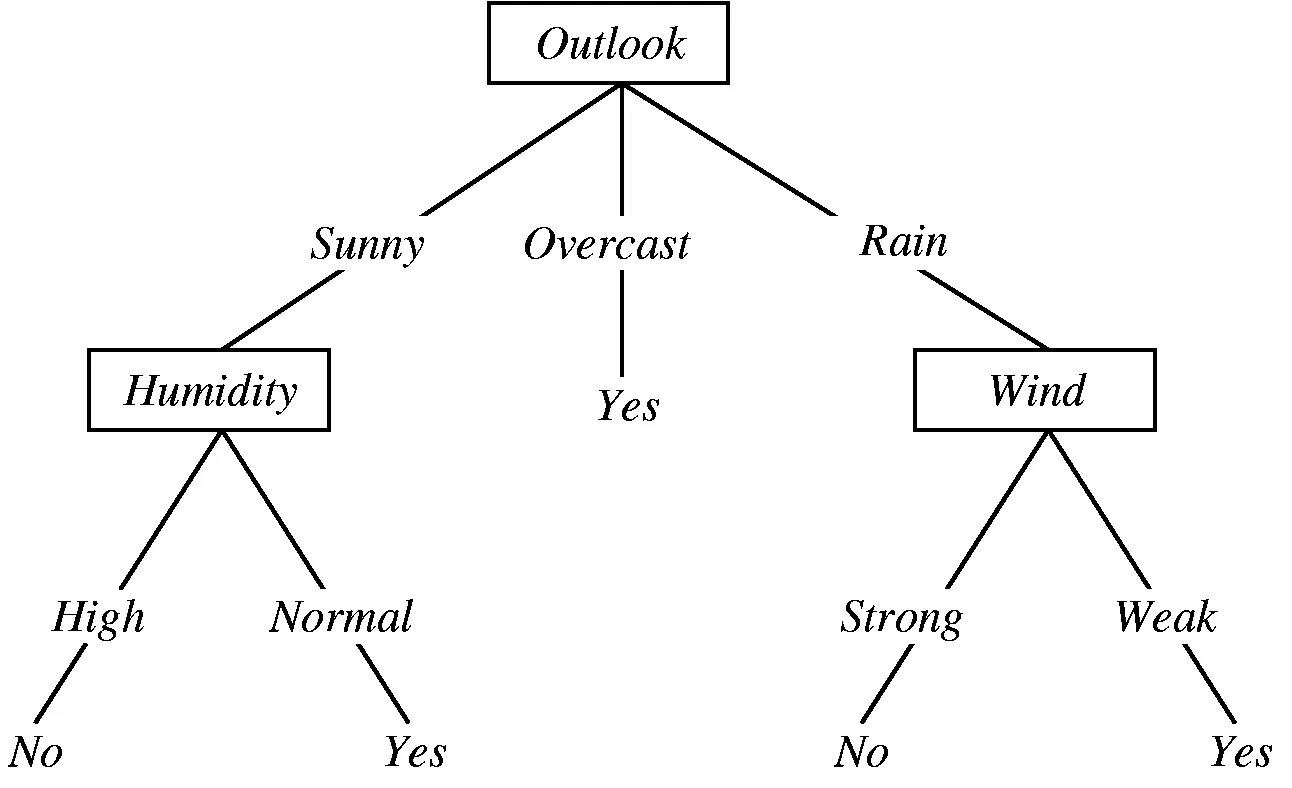 Outlook
Sunny Overcast Rain
Humidity Yes Wind
High Normal Strong Weak
No Yes No Yes